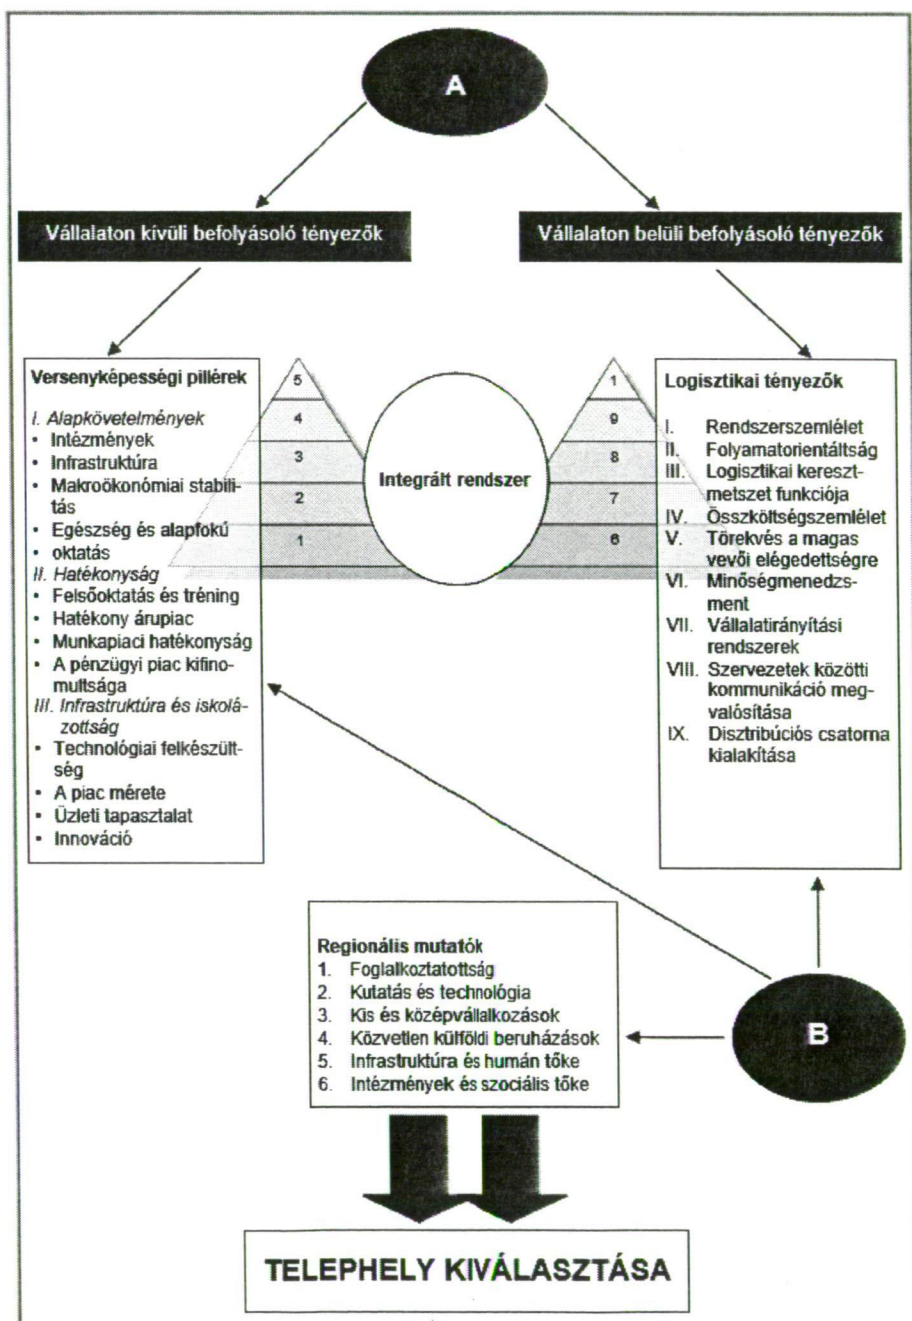 A
Vállalaton kívüli befolyásoló tényezők
Vállalaton belüli befolyásoló tényezők
Versenyképességi pillérek
I. Alapkövetelmények
• Intézmények
• Infrastruktúra
• Makroökonómiai stabili-
tás
• Egészség és alapfokú
• oktatás
II. Hatékonyság
• Felsőoktatás és tréning
• Hatékony árupiac
• Munkapiaci hatékonyság
• A pénzügyi piac kifino-
multsága
III. Infrastruktúra és iskolá-
zottság
• Technológiai felkészült-
ség
• A piac mérete
• Üzleti tapasztalat
• Innováció
5
4
3
2
1
Integrált rendszer
1
9
8
7
6
Logisztikai tényezők
I. Rendszerszemlélet
II. Folyamatorientáltság
III. Logisztikai kereszt-
metszet funkciója
IV. Összköltségszemlélet
V. Törekvés a magas
vevői elégedettségre
VI. Minőségmenedzs-
ment
VII. Vállalatirányítási
rendszerek
VIII. Szervezetek közötti
kommunikáció meg-
valósítása
IX. Disztribúciós csatorna
kialakítása
Regionális mutatók
1. Foglalkoztatottság
2. Kutatás és technológia
3. Kis és középvállalkozások
4. Közvetlen külföldi beruházások
5. Infrastruktúra és humán tőke
6. Intézmények és szociális tőke
B
TELEPHELY KIVÁLASZTÁSA